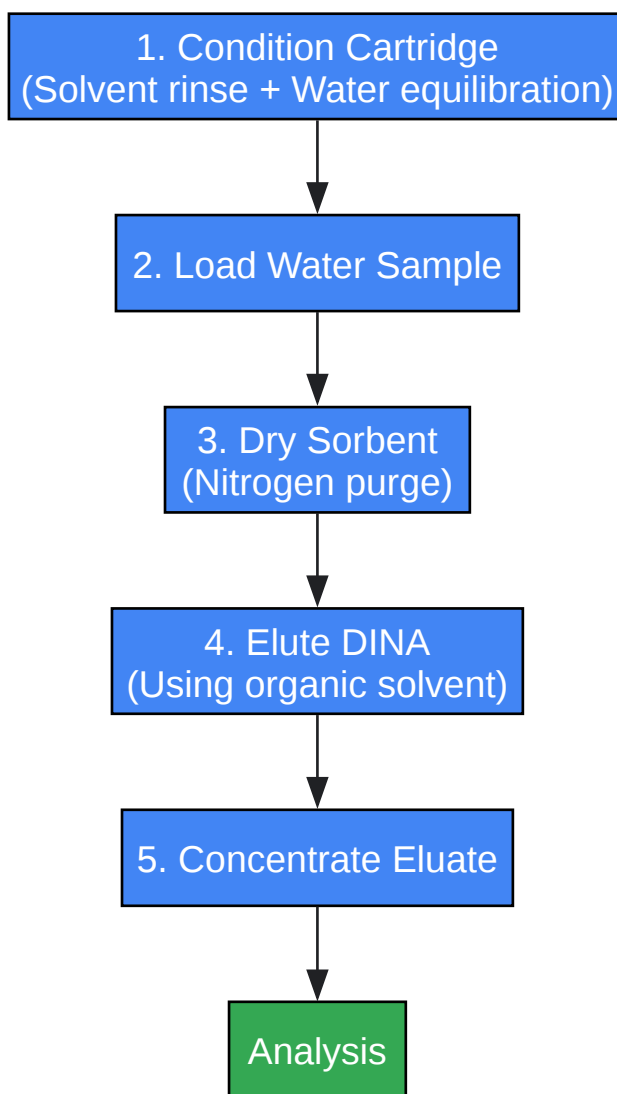 1. Condition Cartridge
(Solvent rinse + Water equilibration)
2. Load Water Sample
3. Dry Sorbent
(Nitrogen purge)
4. Elute DINA
(Using organic solvent)
5. Concentrate Eluate
Analysis